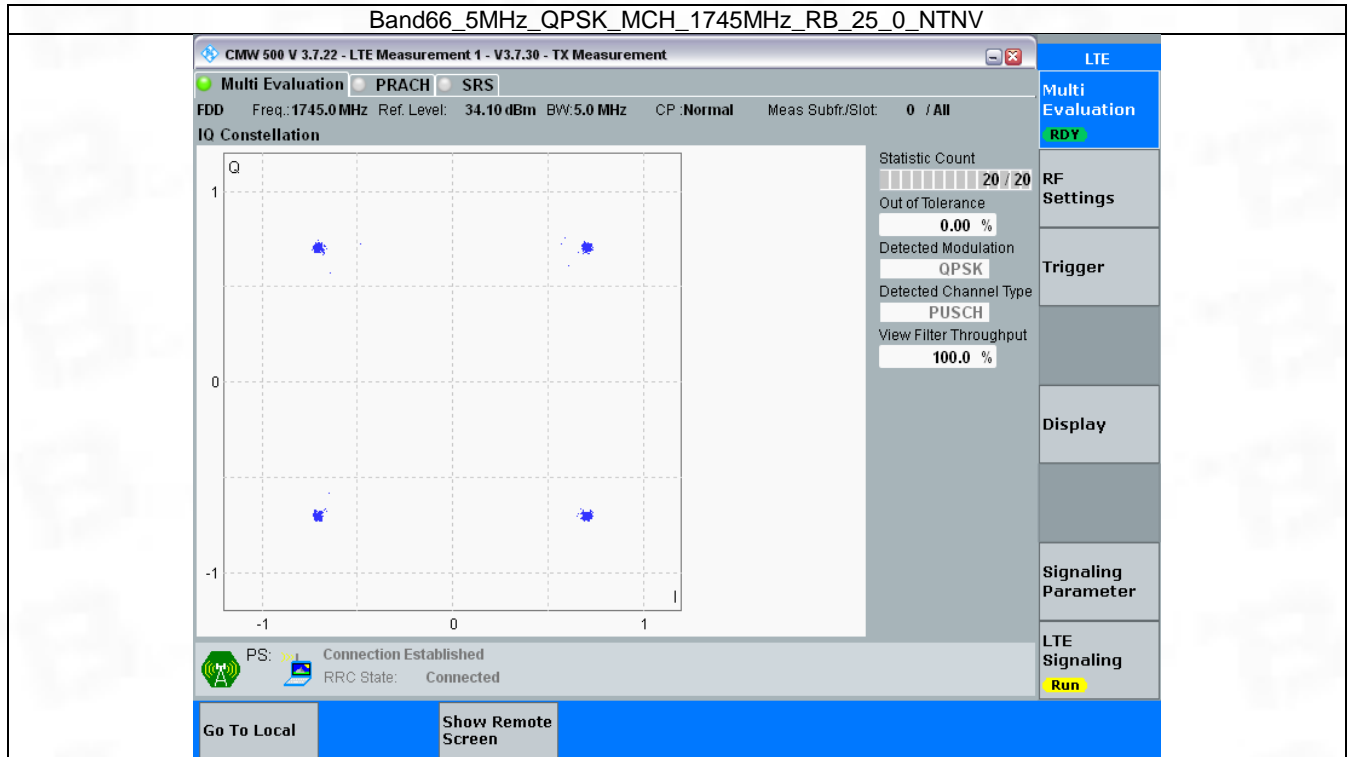 Band66_5MHz_QPSK_MCH_1745MHz_RB_25_0_NTNV
CMW 500 V 3.7.22 - LTE Measurement 1 - V3.7.30 - TX Measurement
Multi Evaluation PRACH SRS
FDD Freq.:1745.0 MHz Ref. Level: 34.10 dBm BW:5.0 MHz CP :Normal Meas Subfr./Slot: 0 / All
IQ Constellation
Q
1
0
-1
I
-1 0 1
Statistic Count
20 / 20
Out of Tolerance
0.00 %
Detected Modulation
QPSK
Detected Channel Type
PUSCH
View Filter Throughput
100.0 %
PS: Connection Established
RRC State: Connected
LTE
Multi
Evaluation
RDY
RF
Settings
Trigger
Display
Signaling
Parameter
LTE
Signaling
Run
Go To Local
Show Remote
Screen